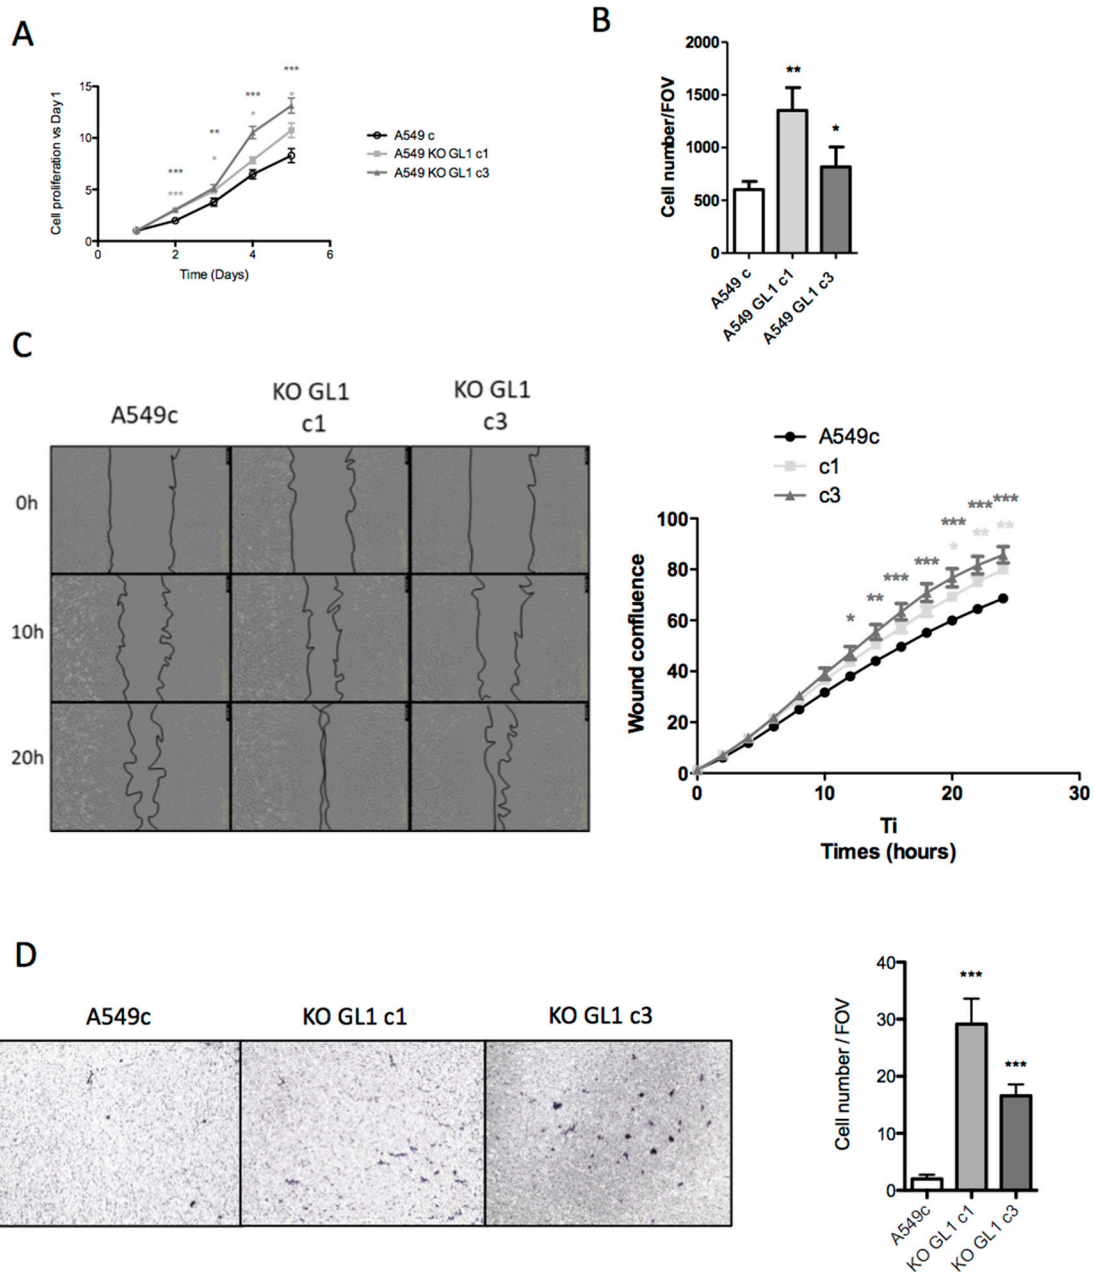 A
15
10
5
0
0
2
4
6
Cell proliferation vs Day 1
Time (Days)
***
***
**
*
***
*
***
*
A549 c
A549 KO GL1 c1
A549 KO GL1 c3
B
2000
1500
1000
500
0
Cell number/FOV
**
*
A549 c
A549 GL1 c1
A549 GL1 c3
C
A549c
KO GL1
c1
KO GL1
c3
0h
10h
20h
A549c
c1
c3
100
80
60
40
20
0
0
10
20
30
Wound confluence
*
**
***
***
***
*
***
**
***
**
Ti
Times (hours)
D
A549c
KO GL1 c1
KO GL1 c3
40
30
20
10
0
Cell number / FOV
***
***
A549c
KO GL1 c1
KO GL1 c3